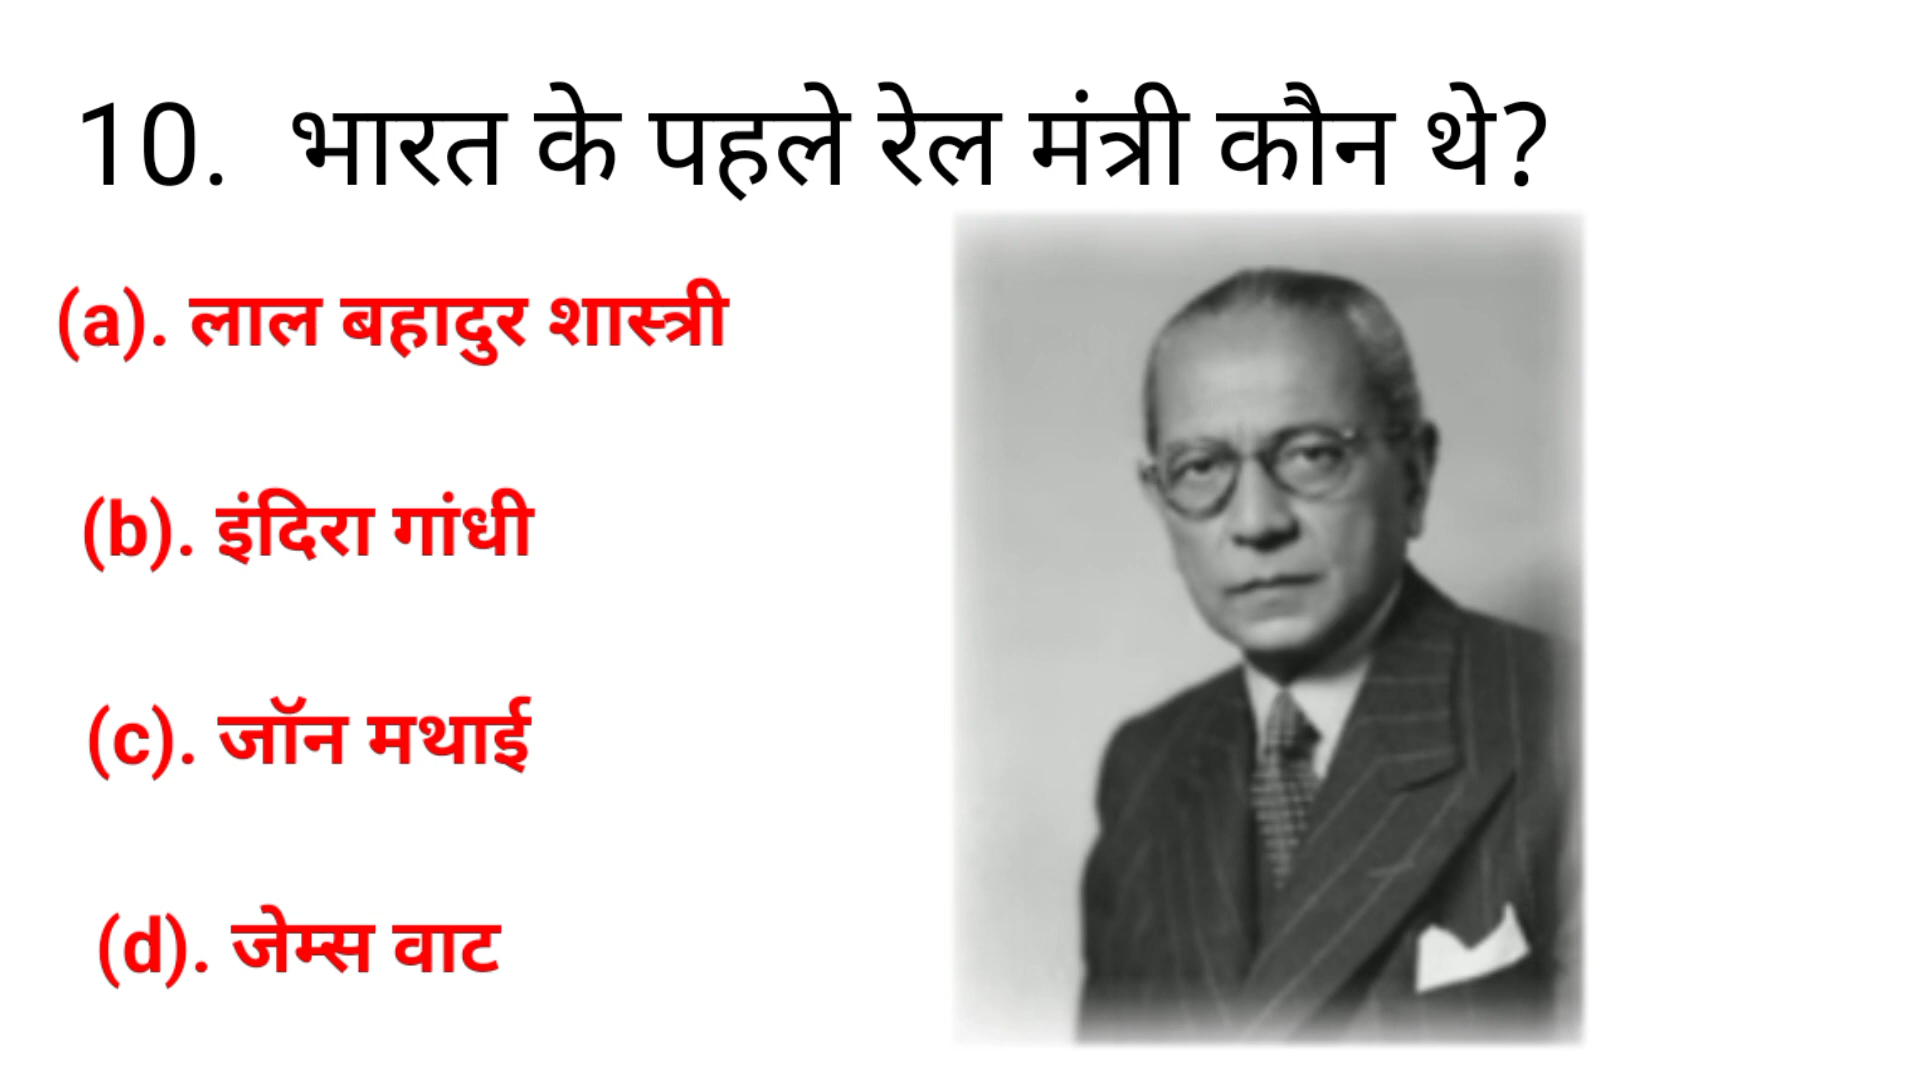 10. भारत के पहले रेल मंत्री कौन थे?
(a). लाल बहादुर शास्त्री
(b). इंदिरा गांधी
(c). जॉन मथाई
(d). जेम्स वाट